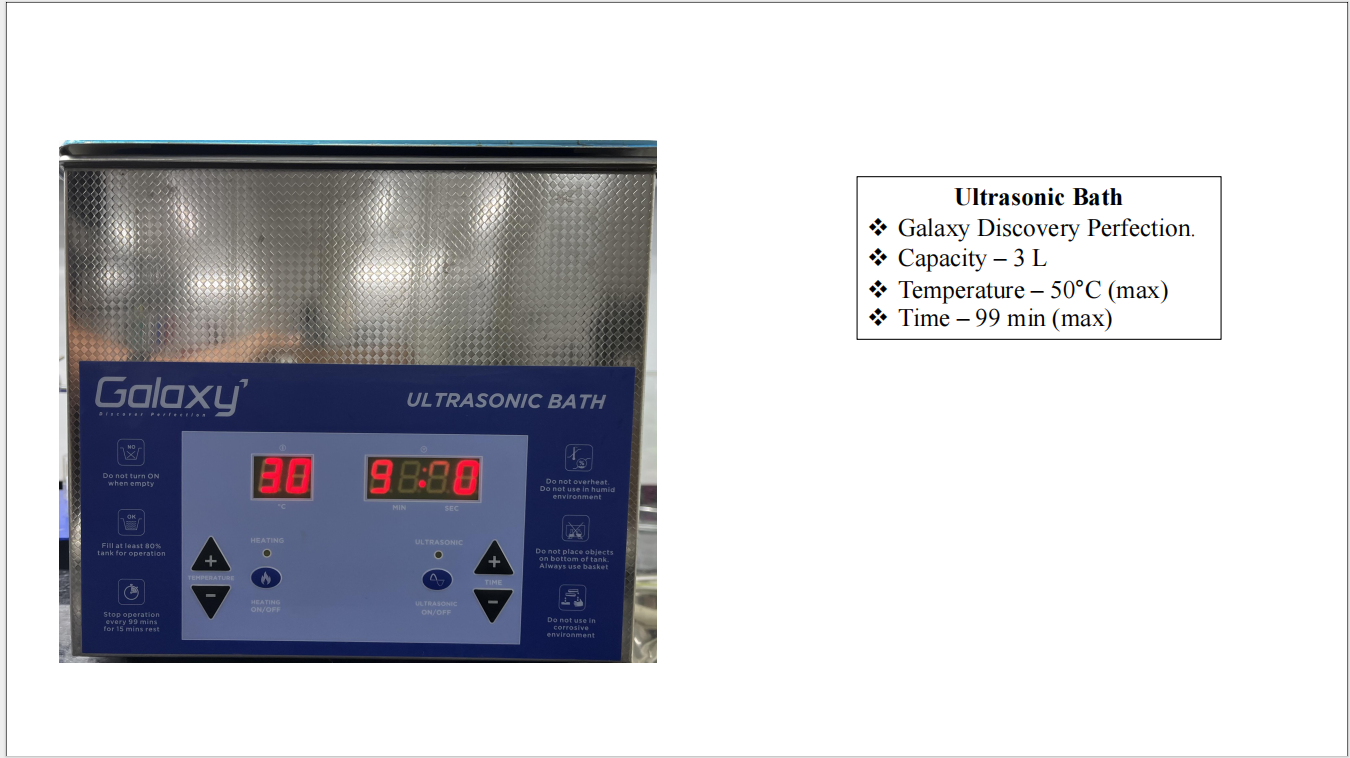 Galaxy
Discover Perfection
ULTRASONIC BATH
NO
Do not turn ON
when empty
OK
Fill at least 80%
tank for operation
Stop operation
every 99 mins
for 15 mins rest
30
°C
MIN SEC
HEATING
TEMPERATURE
HEATING
ON/OFF
ULTRASONIC
TIME
ULTRASONIC
ON/OFF
Do not overheat.
Do not use in humid
environment
Do not place objects
on bottom of tank.
Always use basket
Do not use in
corrosive
environment
Ultrasonic Bath
❖ Galaxy Discovery Perfection.
❖ Capacity – 3 L
❖ Temperature – 50°C (max)
❖ Time – 99 min (max)